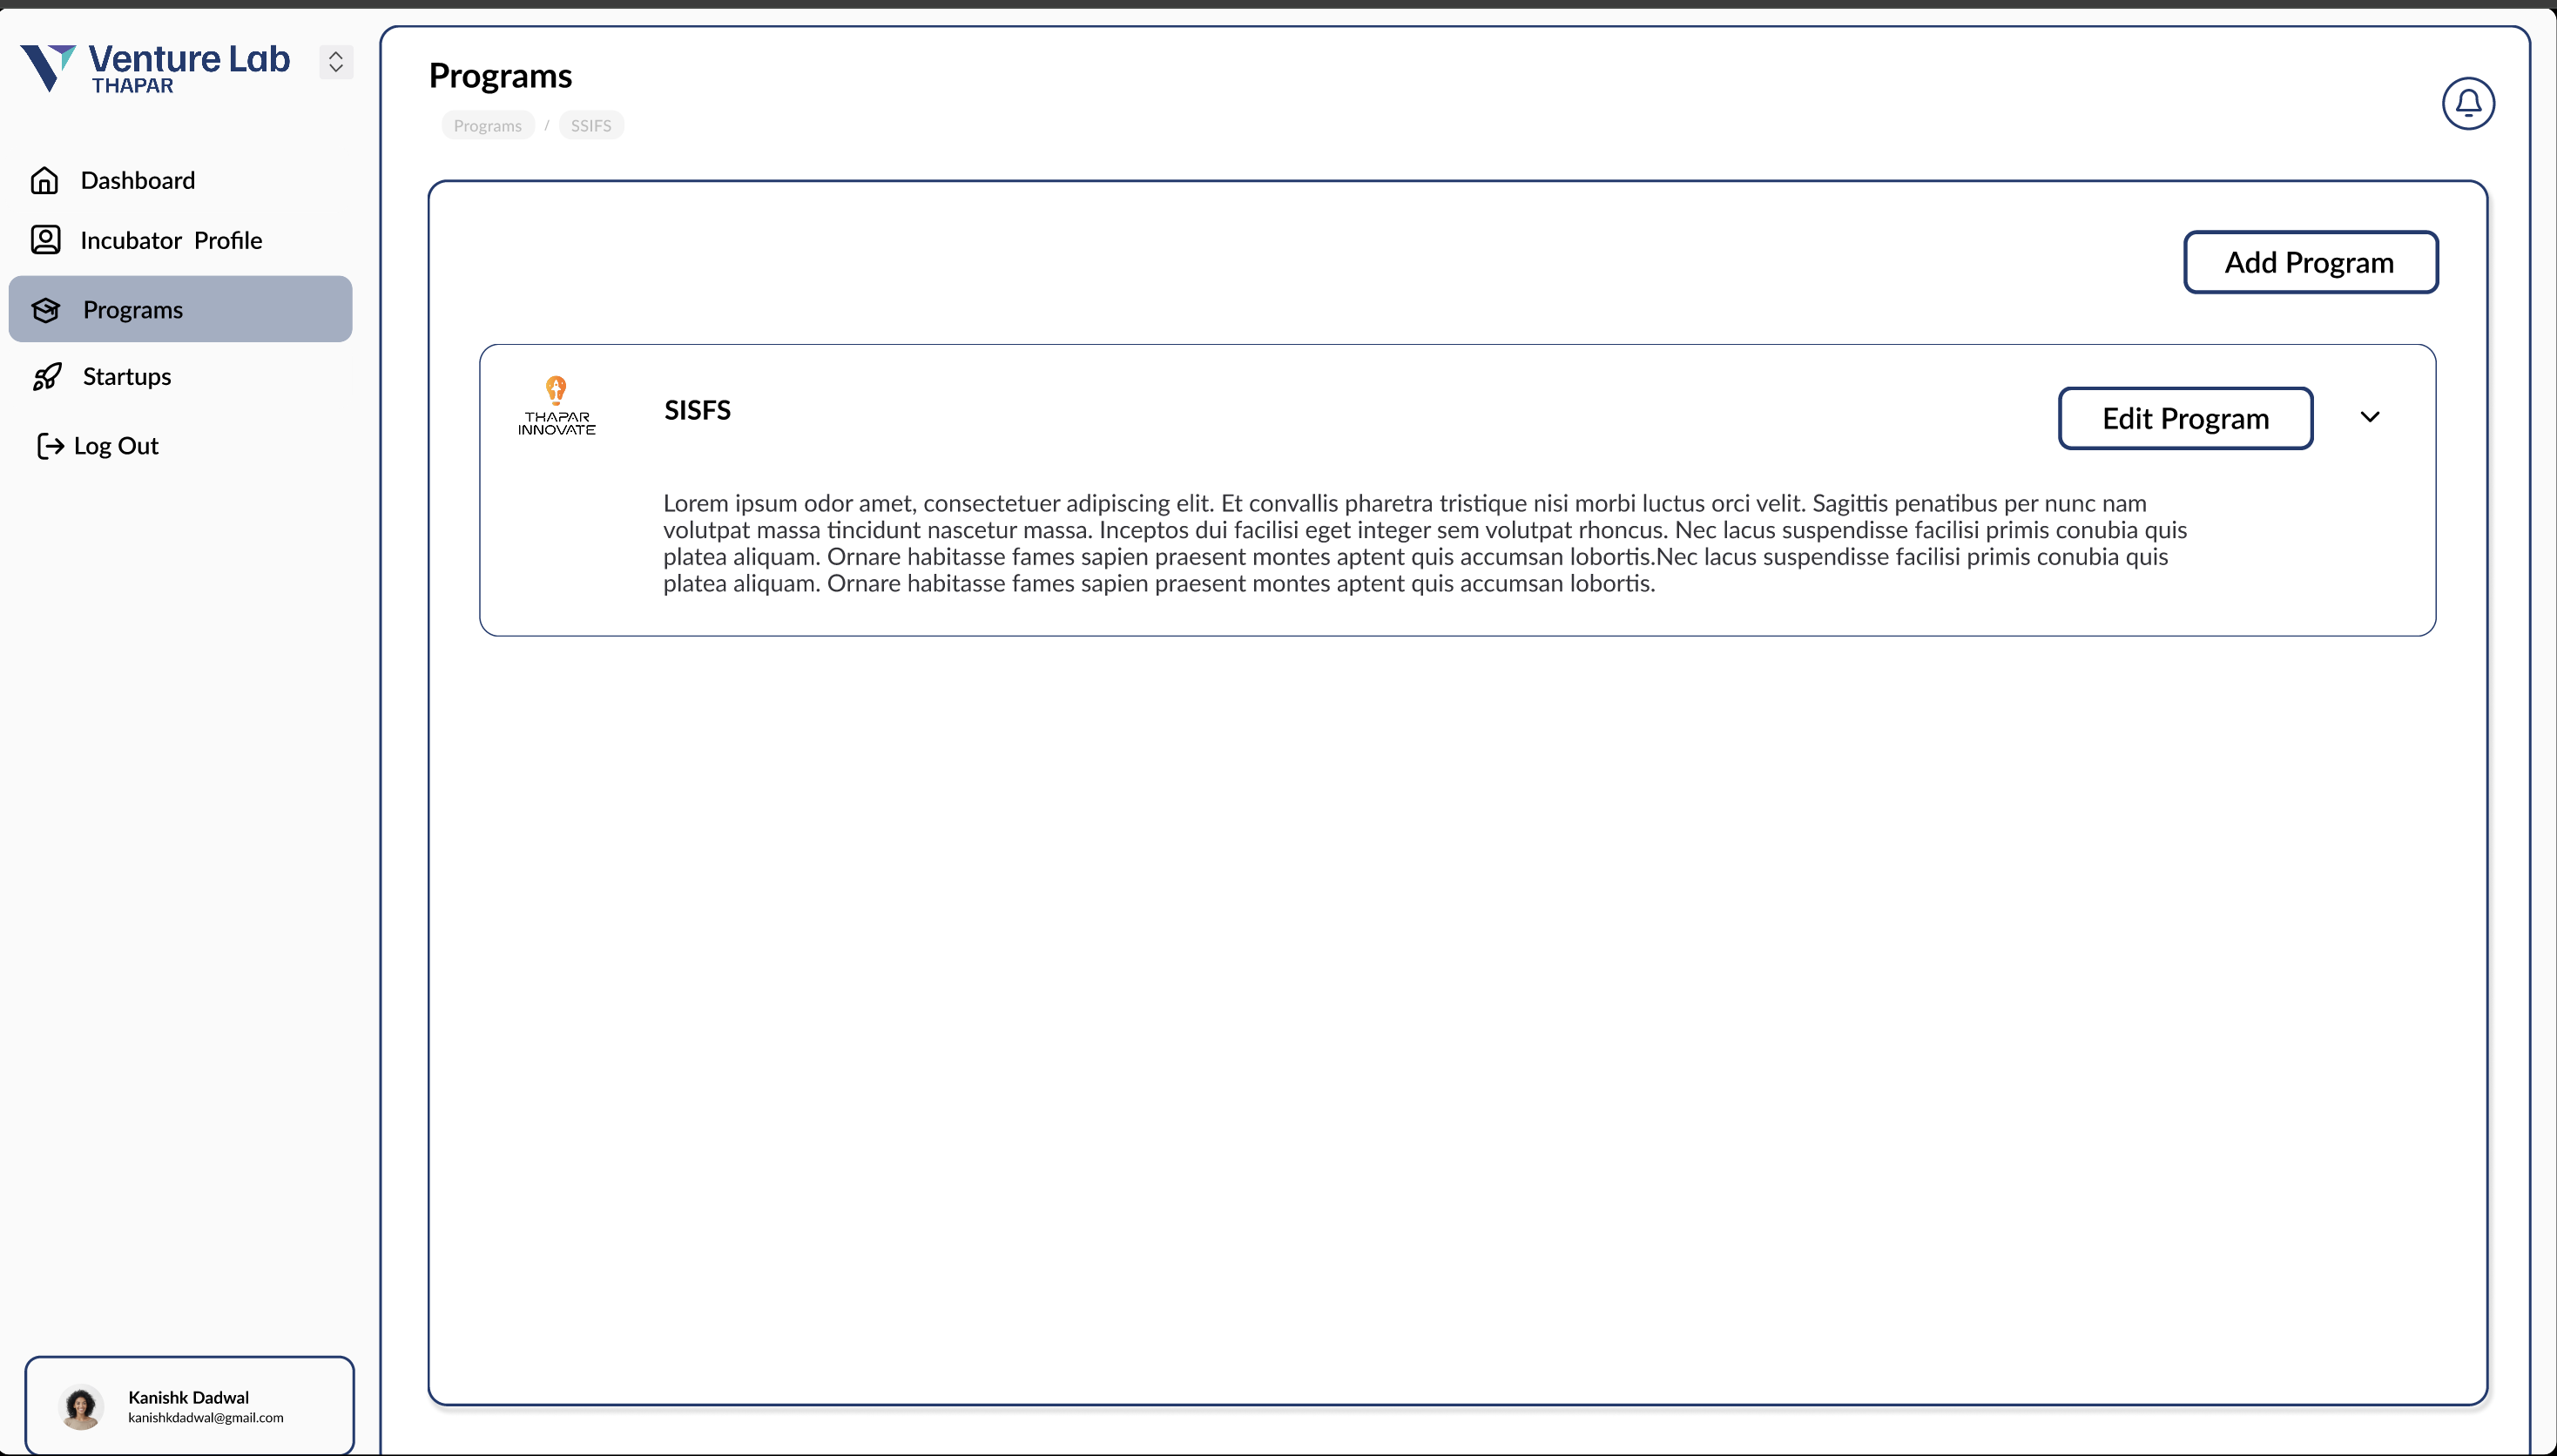 Venture Lab
THAPAR
Dashboard
Incubator Profile
Programs
Startups
Log Out
Kanishk Dadwal
kanishkdadwal@gmail.com
Programs
Programs / SSIFS
Add Program
THAPAR
INNOVATE
SISFS
Edit Program
Lorem ipsum odor amet, consectetuer adipiscing elit. Et convallis pharetra tristique nisi morbi luctus orci velit. Sagittis penatibus per nunc nam
volutpat massa tincidunt nascetur massa. Inceptos dui facilisi eget integer sem volutpat rhoncus. Nec lacus suspendisse facilisi primis conubia quis
platea aliquam. Ornare habitasse fames sapien praesent montes aptent quis accumsan lobortis.Nec lacus suspendisse facilisi primis conubia quis
platea aliquam. Ornare habitasse fames sapien praesent montes aptent quis accumsan lobortis.